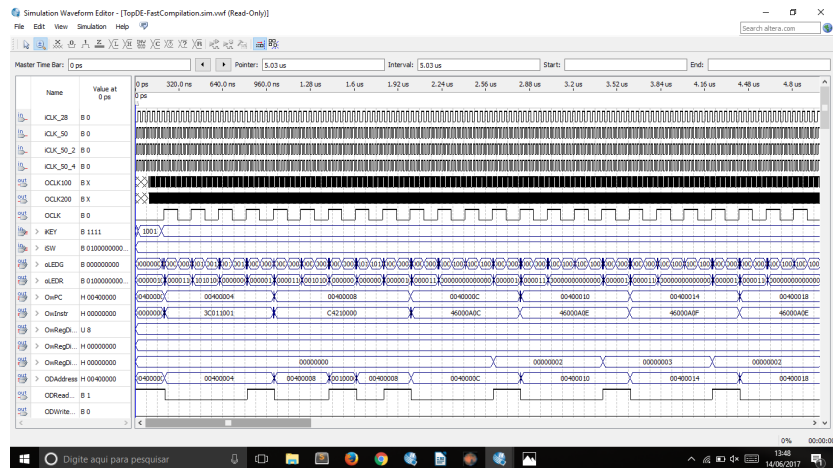 Simulation Waveform Editor - [TopDE-FastCompilation.sim.vwf (Read-Only)]
File Edit View Simulation Help
Search altera.com
Master Time Bar: 0 ps Pointer: 5.03 us Interval: 5.03 us Start: End:
Name Value at 0 ps
0 ps 320.0 ns 640.0 ns 960.0 ns 1.28 us 1.6 us 1.92 us 2.24 us 2.56 us 2.88 us 3.2 us 3.52 us 3.84 us 4.16 us 4.48 us 4.8 us
0 ps
iCLK_28 B 0
iCLK_50 B 0
iCLK_50_2 B 0
iCLK_50_4 B 0
OCLK100 B X
OCLK200 B X
OCLK B 0
iKEY B 1111 1001
iSW B 0100000000...
oLEDG B 000000000
oLEDR B 0100000000...
OwPC H 00400000 00400004 00400008 0040000C 00400010 00400014 00400018
OwInstr H 00000000 3C011001 C4210000 46000A0C 46000A0E 46000A0F 46000A0E
OwRegDi... U 8
OwRegDi... H 00000000
OwRegDi... H 00000000 00000000 00000002 00000003 00000002
ODAddress H 00400000 00400004 00400008 00400008 0040000C 00400010 00400014 00400018
ODRead... B 1
ODWrite... B 0
0% 00:00:00
Digite aqui para pesquisar
13:48
14/06/2017